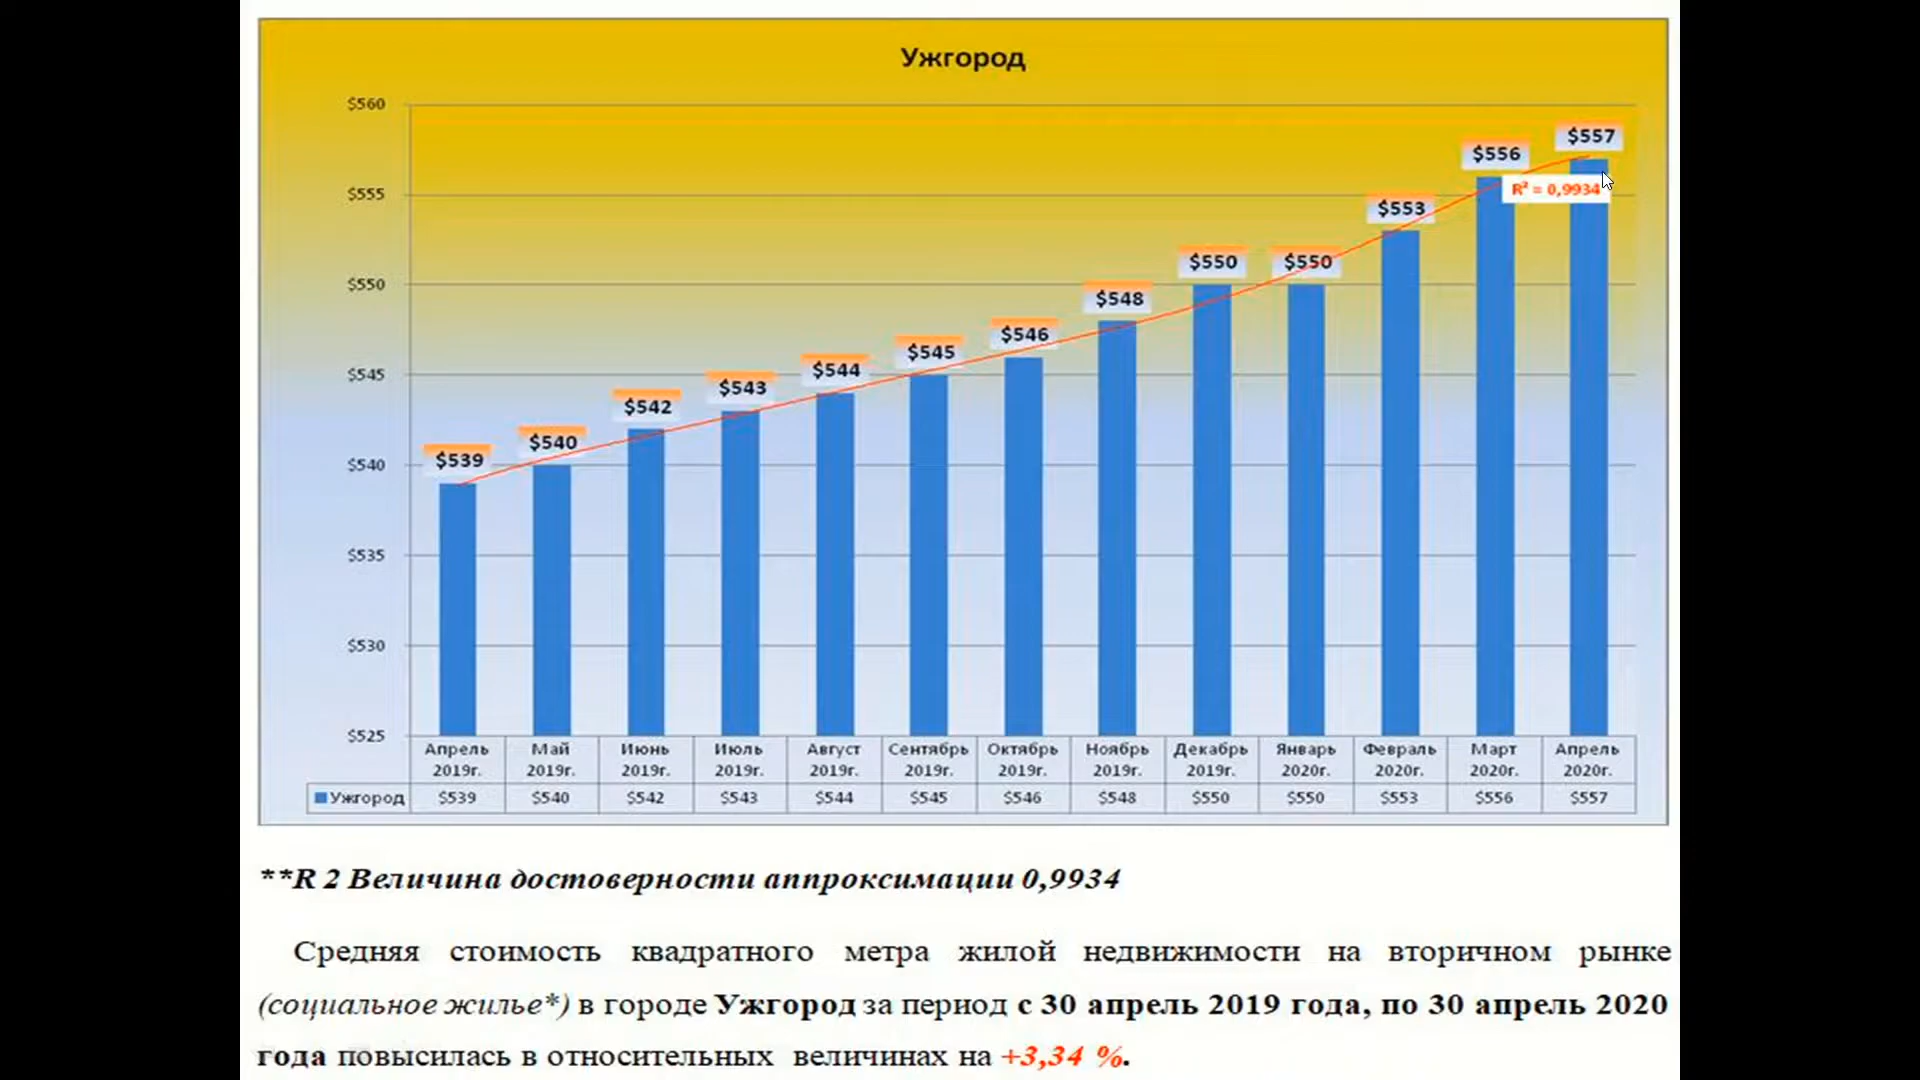 Ужгород
$560
$555
$550
$545
$540
$535
$530
$525
$539
$540
$542
$543
$544
$545
$546
$548
$550
$550
$553
$556
$557
R² = 0,9934
Апрель 2019г. Май 2019г. Июнь 2019г. Июль 2019г. Август 2019г. Сентябрь 2019г. Октябрь 2019г. Ноябрь 2019г. Декабрь 2019г. Январь 2020г. Февраль 2020г. Март 2020г. Апрель 2020г.
Ужгород $539 $540 $542 $543 $544 $545 $546 $548 $550 $550 $553 $556 $557
**R 2 Величина достоверности аппроксимации 0,9934
Средняя стоимость квадратного метра жилой недвижимости на вторичном рынке
(социальное жилье*) в городе Ужгород за период с 30 апрель 2019 года, по 30 апрель 2020
года повысилась в относительных величинах на +3,34 %.